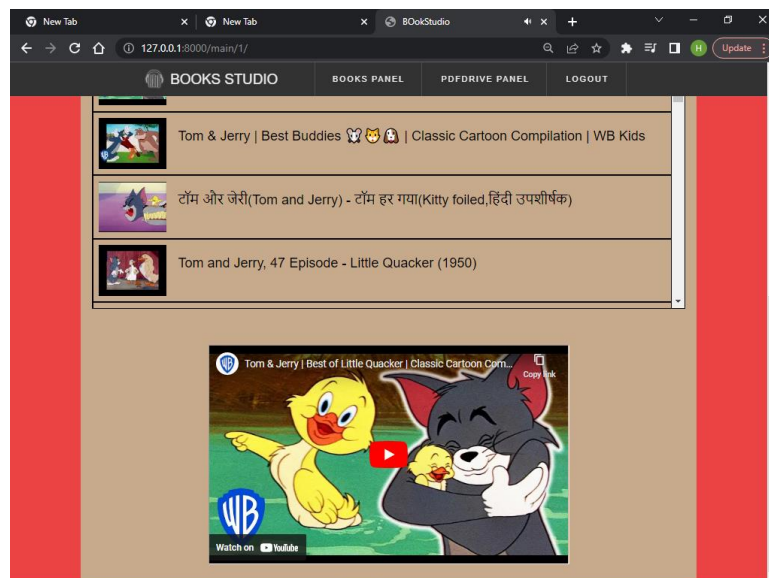 New Tab
New Tab
BOokStudio
127.0.0.1:8000/main/1/
H
Update
BOOKS STUDIO
BOOKS PANEL
PDFDRIVE PANEL
LOGOUT
Tom & Jerry | Best Buddies 🐭🐱🐶 | Classic Cartoon Compilation | WB Kids
टॉम और जेरी(Tom and Jerry) - टॉम हर गया(Kitty foiled,हिंदी उपशीर्षक)
Tom and Jerry, 47 Episode - Little Quacker (1950)
Tom & Jerry | Best of Little Quacker | Classic Cartoon Com...
Copy link
WB
Watch on YouTube